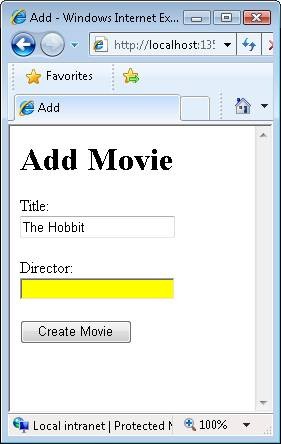 Add - Windows Internet Ex...
http://localhost:135
Favorites
Add
Add Movie
Title:
The Hobbit
Director:
Create Movie
Local intranet | Protected M
100%